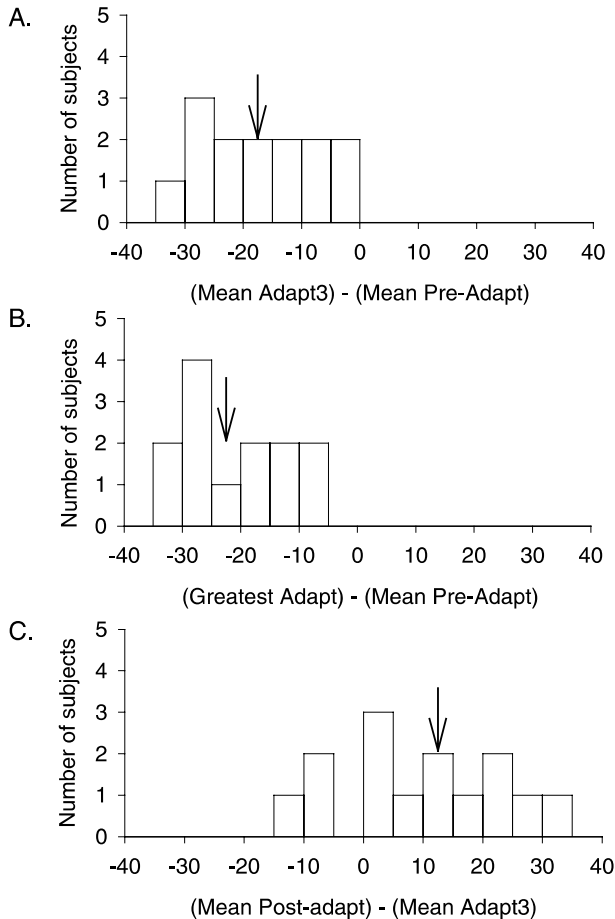 A.
Number of subjects
5
4
3
2
1
0
-40 -30 -20 -10 0 10 20 30 40
(Mean Adapt3) - (Mean Pre-Adapt)
B.
Number of subjects
5
4
3
2
1
0
-40 -30 -20 -10 0 10 20 30 40
(Greatest Adapt) - (Mean Pre-Adapt)
C.
Number of subjects
5
4
3
2
1
0
-40 -30 -20 -10 0 10 20 30 40
(Mean Post-adapt) - (Mean Adapt3)